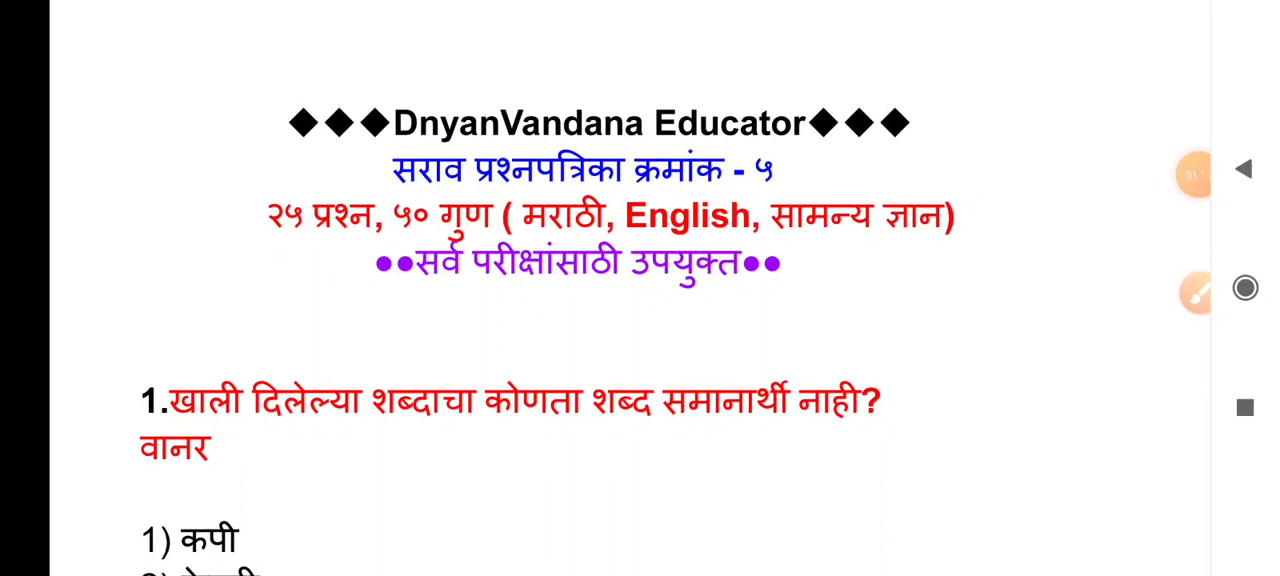 ◆◆◆DnyanVandana Educator◆◆◆
सराव प्रश्नपत्रिका क्रमांक - ५
२५ प्रश्न, ५० गुण ( मराठी, English, सामन्य ज्ञान)
●●सर्व परीक्षांसाठी उपयुक्त●●
1.खाली दिलेल्या शब्दाचा कोणता शब्द समानार्थी नाही?
वानर
1) कपी